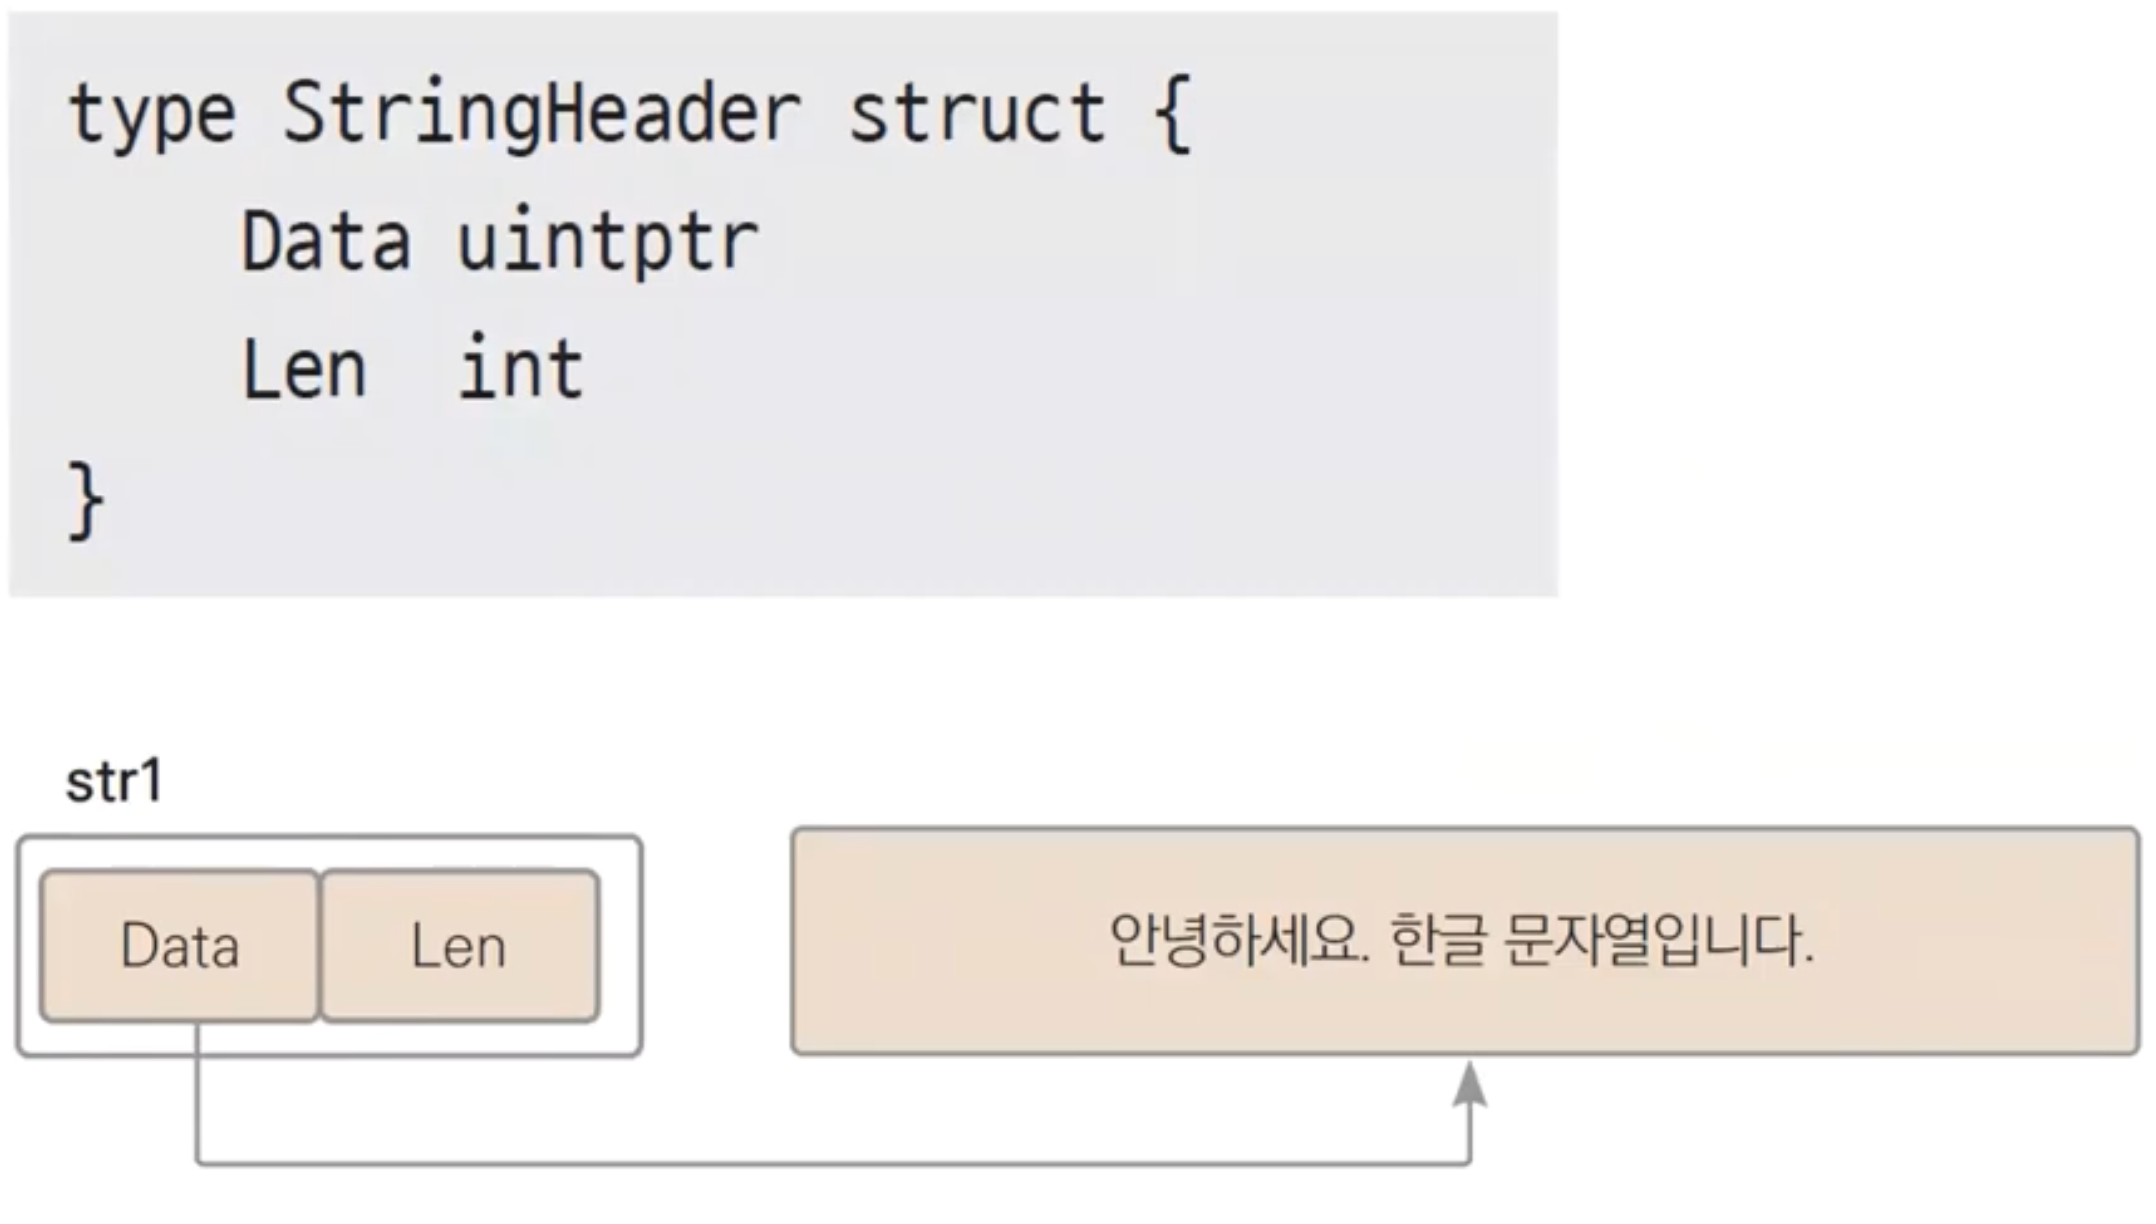 type StringHeader struct {
Data uintptr
Len int
}
str1
Data Len
안녕하세요. 한글 문자열입니다.